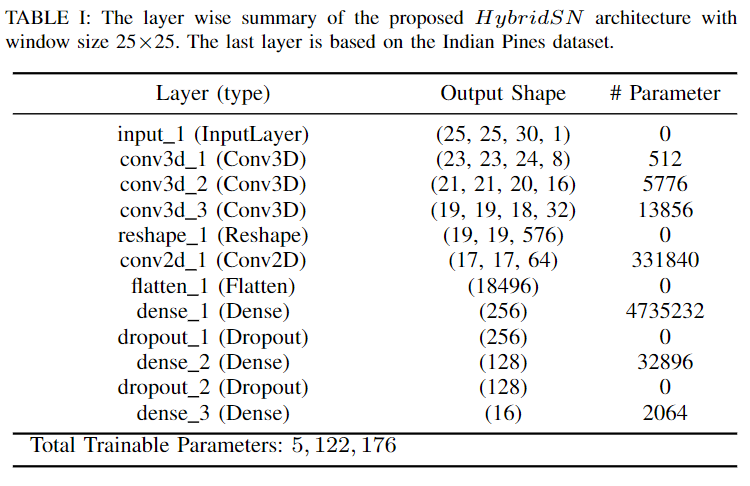 TABLE I: The layer wise summary of the proposed HybridSN architecture with
window size 25×25. The last layer is based on the Indian Pines dataset.
Layer (type) Output Shape # Parameter
input_1 (InputLayer) (25, 25, 30, 1) 0
conv3d_1 (Conv3D) (23, 23, 24, 8) 512
conv3d_2 (Conv3D) (21, 21, 20, 16) 5776
conv3d_3 (Conv3D) (19, 19, 18, 32) 13856
reshape_1 (Reshape) (19, 19, 576) 0
conv2d_1 (Conv2D) (17, 17, 64) 331840
flatten_1 (Flatten) (18496) 0
dense_1 (Dense) (256) 4735232
dropout_1 (Dropout) (256) 0
dense_2 (Dense) (128) 32896
dropout_2 (Dropout) (128) 0
dense_3 (Dense) (16) 2064
Total Trainable Parameters: 5, 122, 176